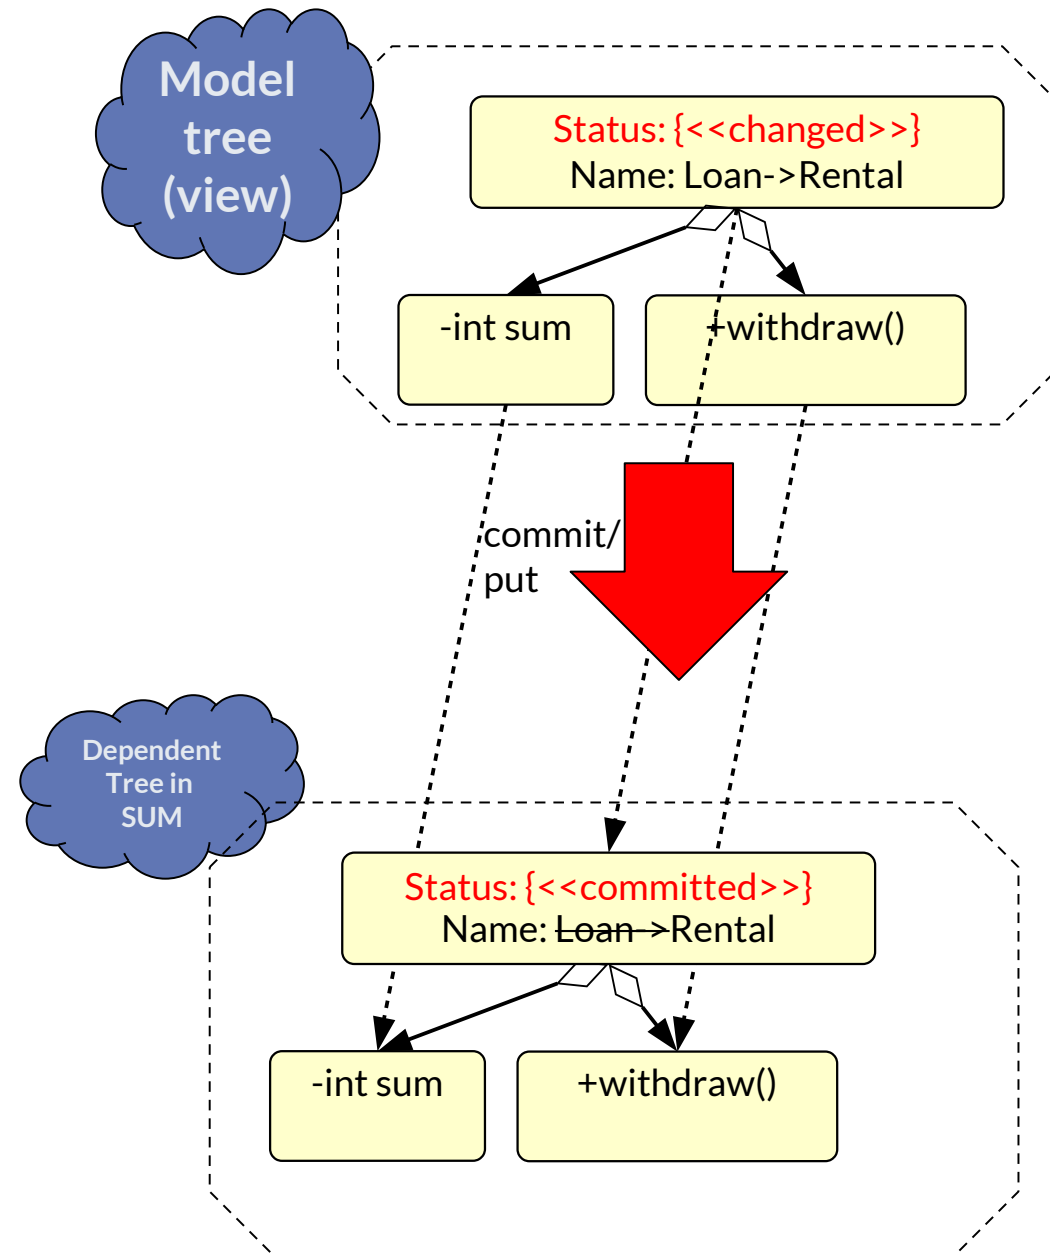 Model
tree
(view)
Status: {<<changed>>}
Name: Loan->Rental
-int sum
+withdraw()
commit/
put
Dependent
Tree in
SUM
Status: {<<committed>>}
Name: Loan->Rental
-int sum
+withdraw()